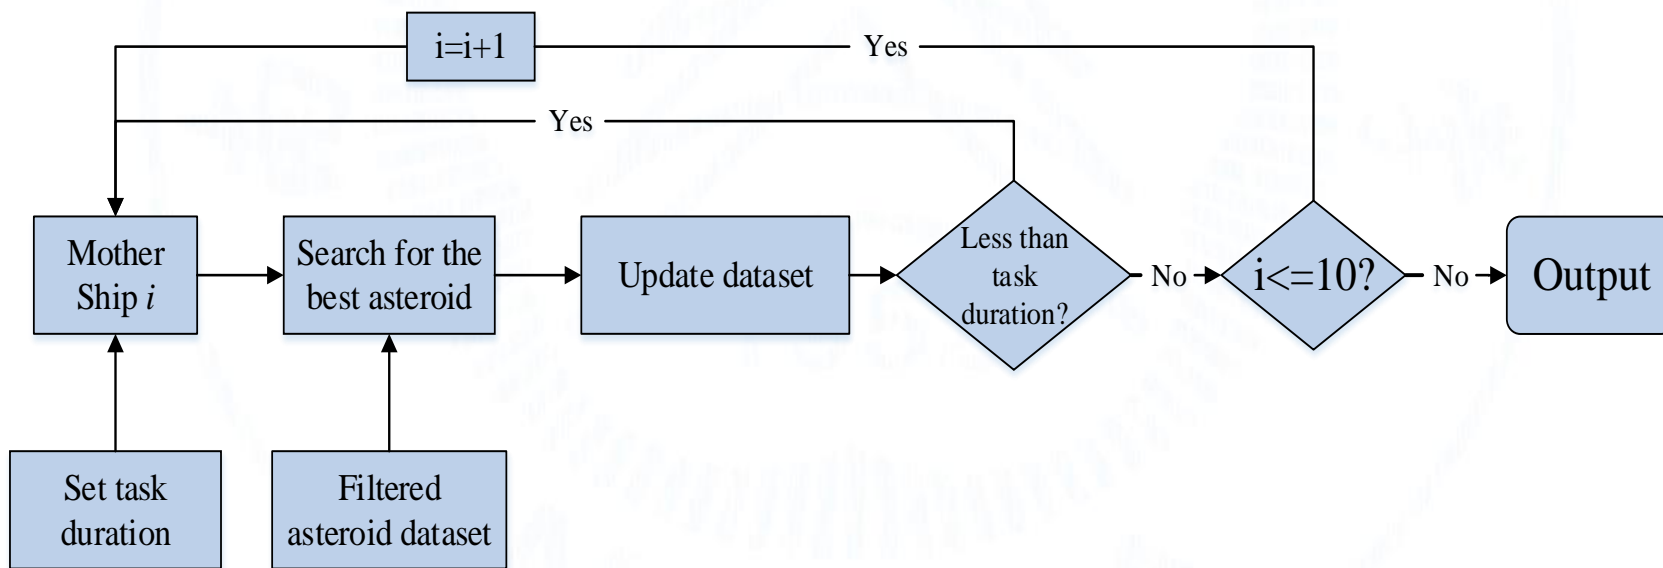 i=i+1
Yes
Yes
Mother
Ship i
Search for the
best asteroid
Update dataset
Less than
task
duration?
No
i<=10?
No
Output
Set task
duration
Filtered
asteroid dataset